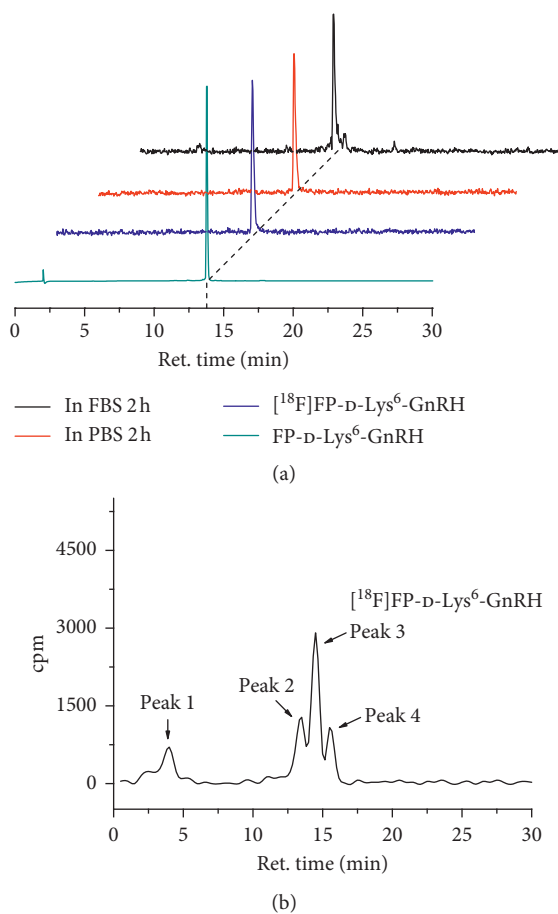 0 5 10 15 20 25 30
Ret. time (min)
In FBS 2 h [¹⁸F]FP-D-Lys⁶-GnRH
In PBS 2 h FP-D-Lys⁶-GnRH
(a)
4500
3000
1500
0
cpm
[¹⁸F]FP-D-Lys⁶-GnRH
Peak 3
Peak 2
Peak 1
Peak 4
0 5 10 15 20 25 30
Ret. time (min)
(b)